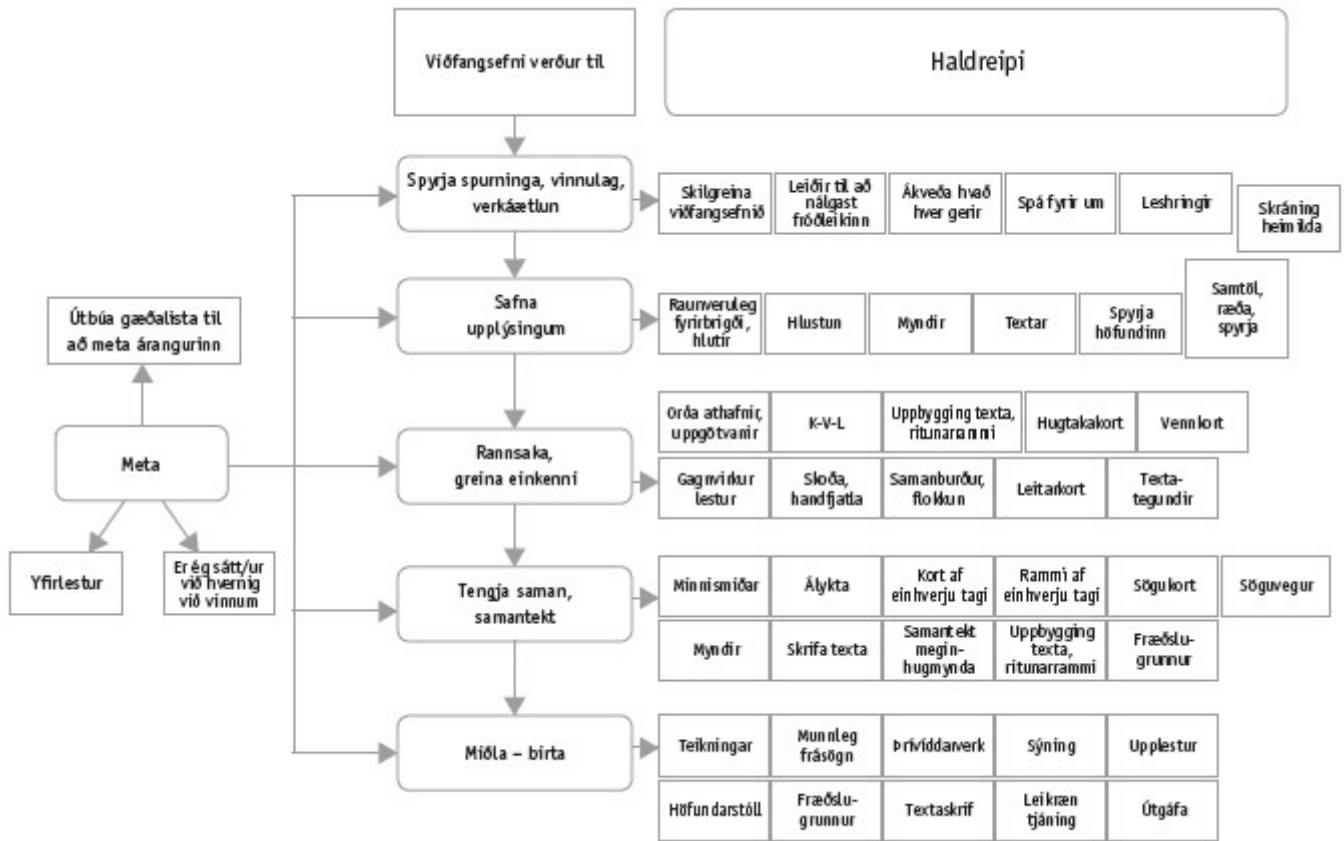 Viðfangsefni verður til
Haldreipi
Spyrja spurninga, vinnulag,
verkáætlun
Skilgreina
viðfangsefnið
Leiðir til að
nálgast
fróðleikinn
Ákveða hvað
hver gerir
Spá fyrir um
Leshringir
Skráning
heimilda
Safna
upplýsingum
Raunveruleg
fyrirbrigði,
hlutir
Hlustun
Myndir
Textar
Spyrja
höfundinn
Samtöl,
ræða,
spyrja
Útbúa gæðalista til
að meta árangurinn
Meta
Yfirlestur
Er ég sátt/ur
við hvernig
við vinnum
Rannsaka,
greina einkenni
Orða athafnir,
uppgötvanir
K-V-L
Uppbygging texta,
ritunarrammi
Hugtakakort
Vennkort
Gagnvirkur
lestur
Skoða,
handfjatla
Samanburður,
flokkun
Leitarkort
Texta-
tegundir
Tengja saman,
samantekt
Minnismiðar
Álykta
Kort af
einhverju tagi
Rammi af
einhverju tagi
Sögukort
Söguvegur
Myndir
Skrifa texta
Samantekt
megin-
hugmynda
Uppbygging
texta,
ritunarrammi
Fræðslu-
grunnur
Miðla – birta
Teikningar
Munnleg
frásögn
Þrívíddarverk
Sýning
Upplestur
Höfundarstóll
Fræðslu-
grunnur
Textaskrif
Leikræn
tjáning
Útgáfa